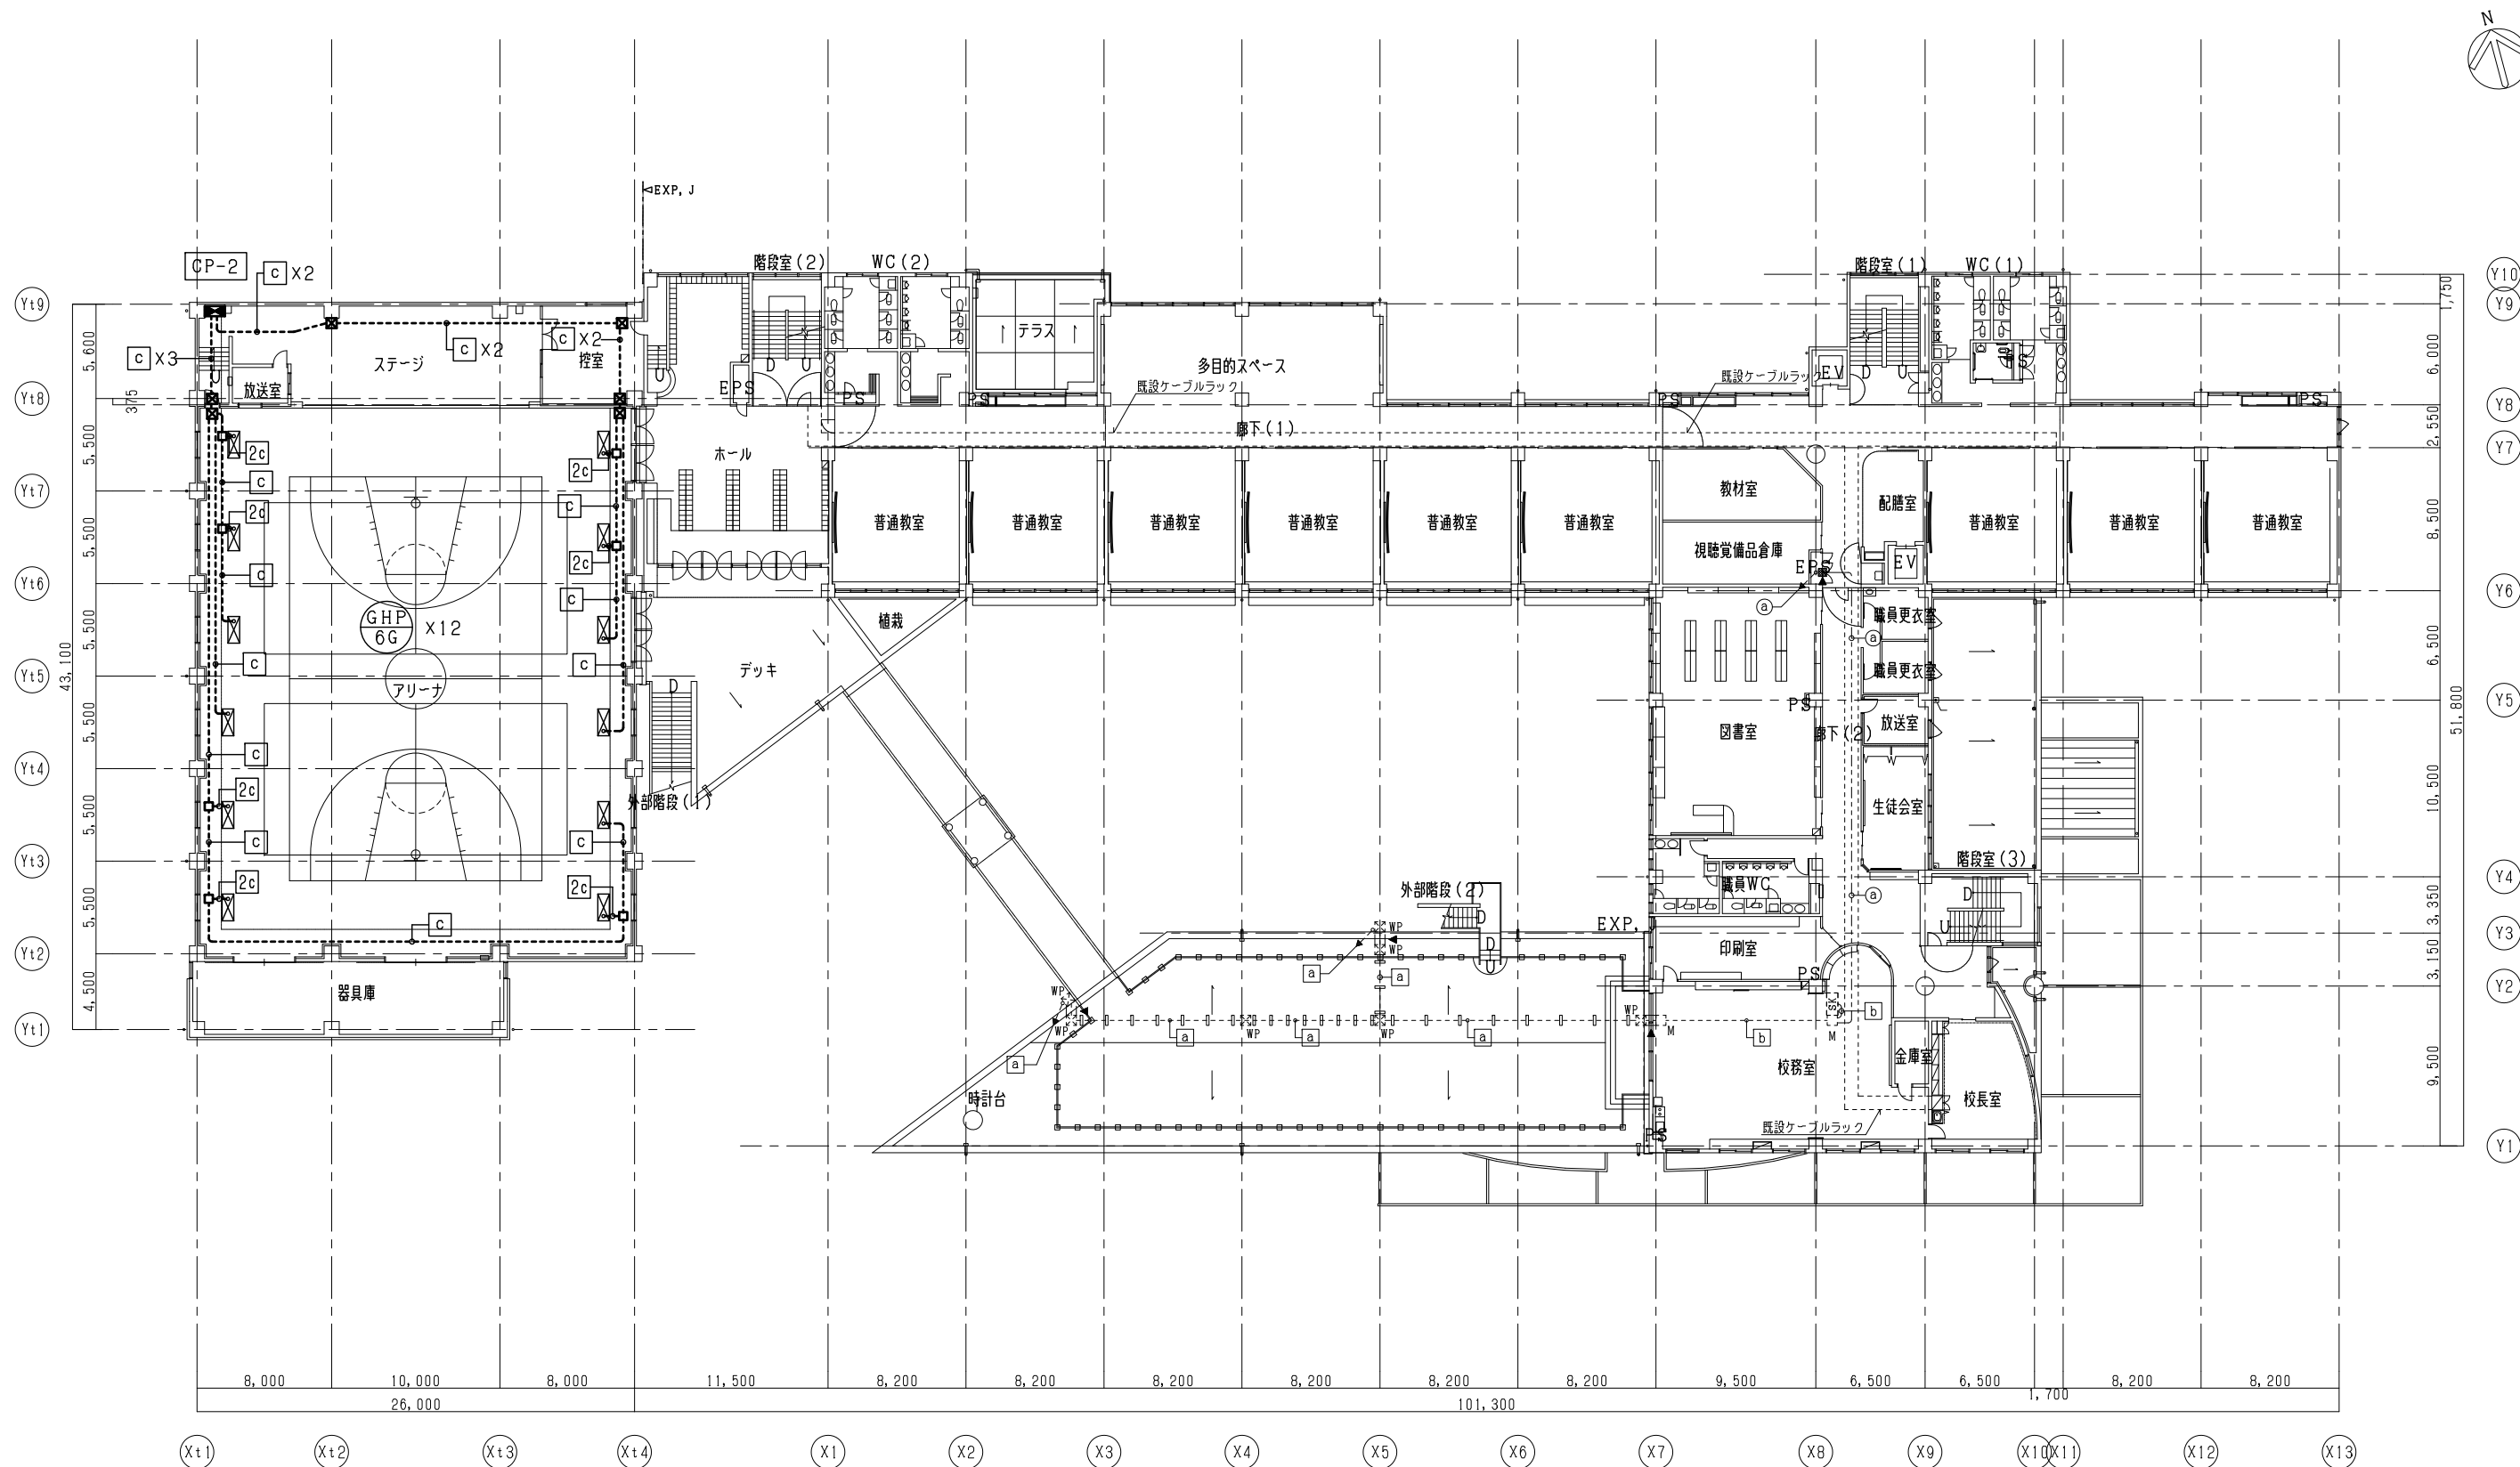 N
EXP, J
CP-2
c X2
階段室(2)
WC(2)
階段室(1)
WC(1)
Y10
1,750
Yt9
Y9
c X3
c X2
c X2
5,600
ステージ
控室
放送室
U
EPS
D
U
PS
テラス
多目的スペース
既設ケーブルラック
既設ケーブルラック
EV
D
U
PS
6,000
Yt8
375
PS
PS
PS
Y8
廊下(1)
2,550
Y7
5,500
2c
2c
c
ホール
Yt7
c
2c
2c
5,500
普通教室
普通教室
普通教室
普通教室
普通教室
普通教室
教材室
視聴覚備品倉庫
配膳室
普通教室
普通教室
普通教室
8,500
EPS
EV
Yt6
c
c
a
Y6
43,100
5,500
GHP
6G
X12
植栽
職員更衣室
a
6,500
c
c
デッキ
職員更衣室
Yt5
アリーナ
D
PS
Y5
5,500
図書室
廊下(2)
放送室
51,800
c
Yt4
2c
外部階段(1)
生徒会室
10,500
5,500
c
c
Yt3
階段室(3)
2c
2c
外部階段(2)
職員WC
a
Y4
5,500
c
D
D
U
3,350
EXP,
WP
WP
D
U
Y3
Yt2
印刷室
3,150
a
a
PS
4,500
器具庫
WP
WP
SK
b
Y2
Yt1
WP
WP
WP
M
M
a
a
a
a
b
校務室
金庫室
校長室
9,500
時計台
既設ケーブルラック
PS
Y1
8,000
10,000
8,000
11,500
8,200
8,200
8,200
8,200
8,200
8,200
9,500
6,500
6,500
1,700
8,200
8,200
26,000
101,300
Xt1
Xt2
Xt3
Xt4
X1
X2
X3
X4
X5
X6
X7
X8
X9
X10
X11
X12
X13